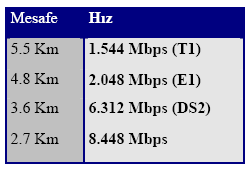 Mesafe Hız
5.5 Km 1.544 Mbps (T1)
4.8 Km 2.048 Mbps (E1)
3.6 Km 6.312 Mbps (DS2)
2.7 Km 8.448 Mbps